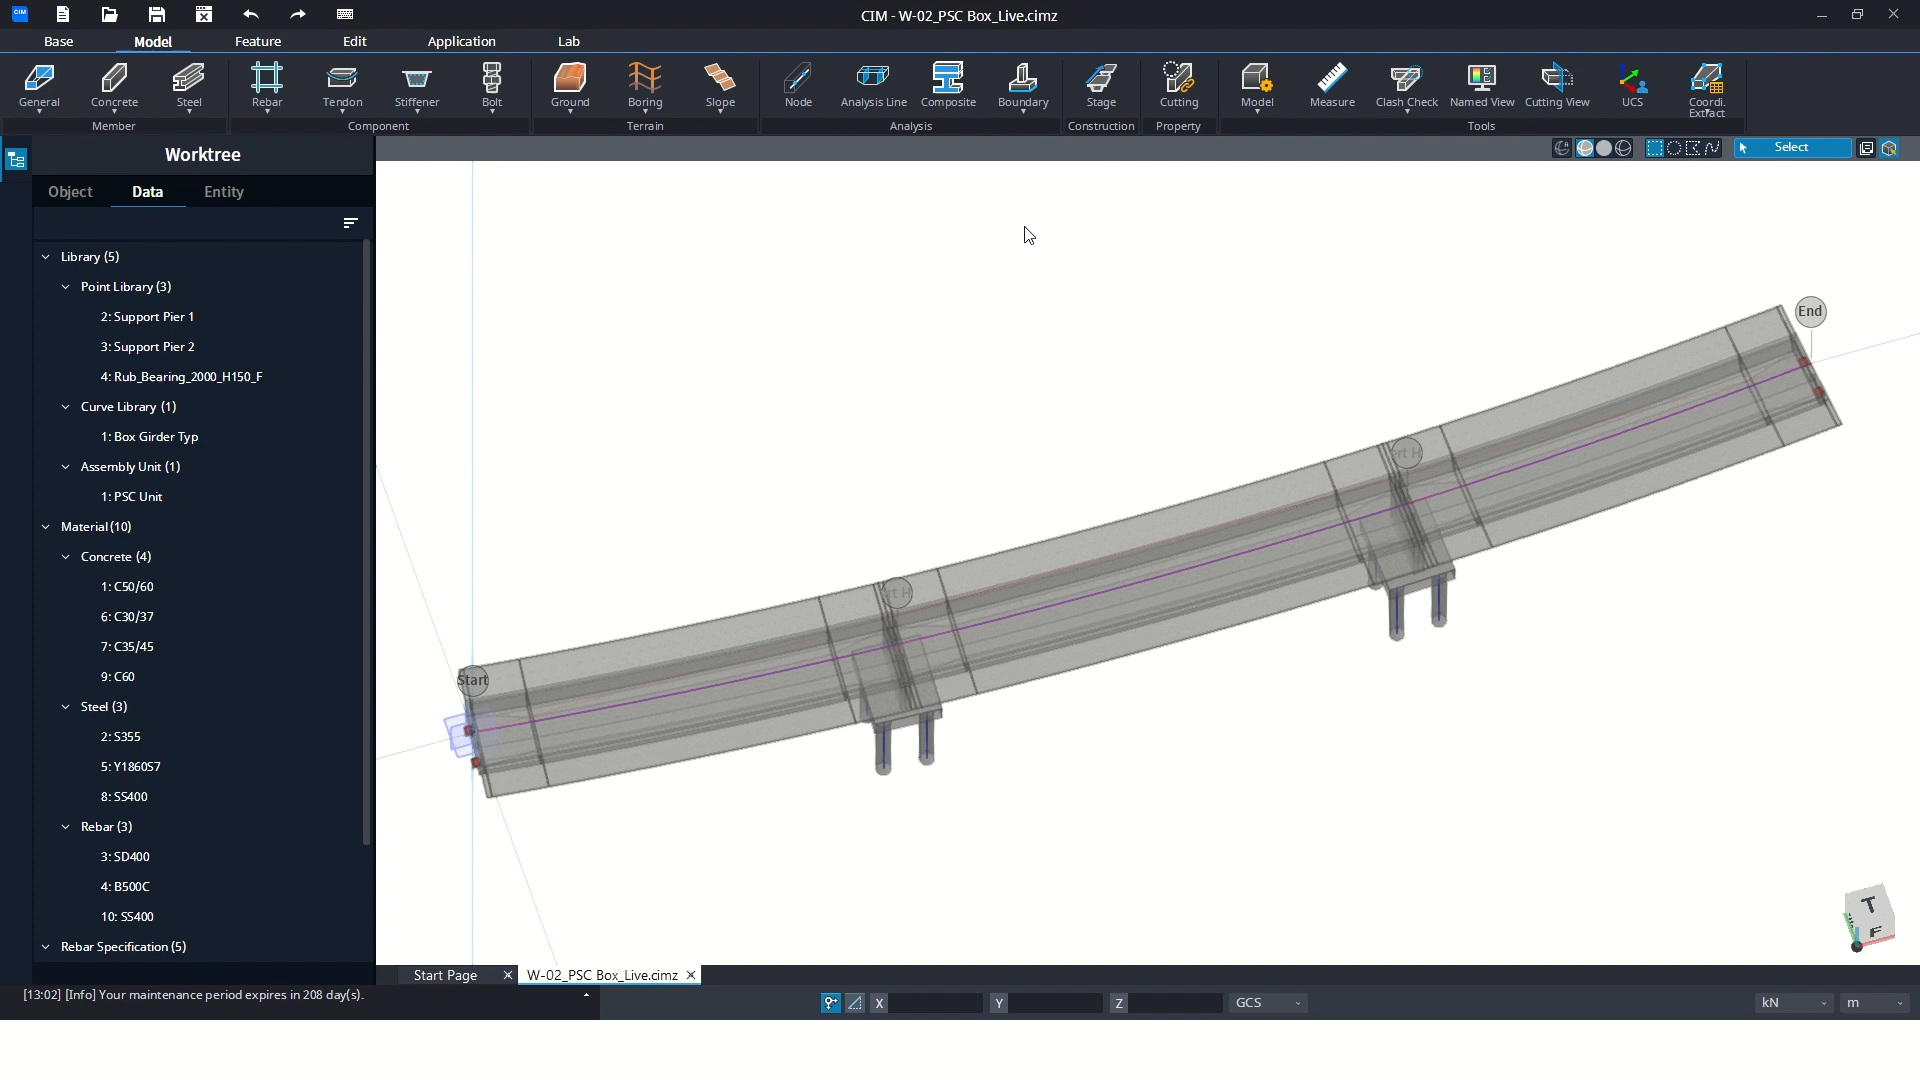 CIM
CIM - W-02_PSC Box_Live.cimz
Base Model Feature Edit Application Lab
General Concrete Steel Rebar Tendon Stiffener Bolt Ground Boring Slope Node Analysis Line Composite Boundary Stage Cutting Model Measure Clash Check Named View Cutting View UCS Coordi. Extract
Member Component Terrain Analysis Construction Property Tools
Select
Worktree
Object Data Entity
Library (5)
Point Library (3)
2: Support Pier 1
3: Support Pier 2
4: Rub_Bearing_2000_H150_F
Curve Library (1)
1: Box Girder Typ
Assembly Unit (1)
1: PSC Unit
Material (10)
Concrete (4)
1: C50/60
6: C30/37
7: C35/45
9: C60
Steel (3)
2: S355
5: Y1860S7
8: SS400
Rebar (3)
3: SD400
4: B500C
10: SS400
Rebar Specification (5)
End
rt H
rt H
Start
T
F
Start Page
W-02_PSC Box_Live.cimz
[13:02] [Info] Your maintenance period expires in 208 day(s).
X Y Z GCS kN m